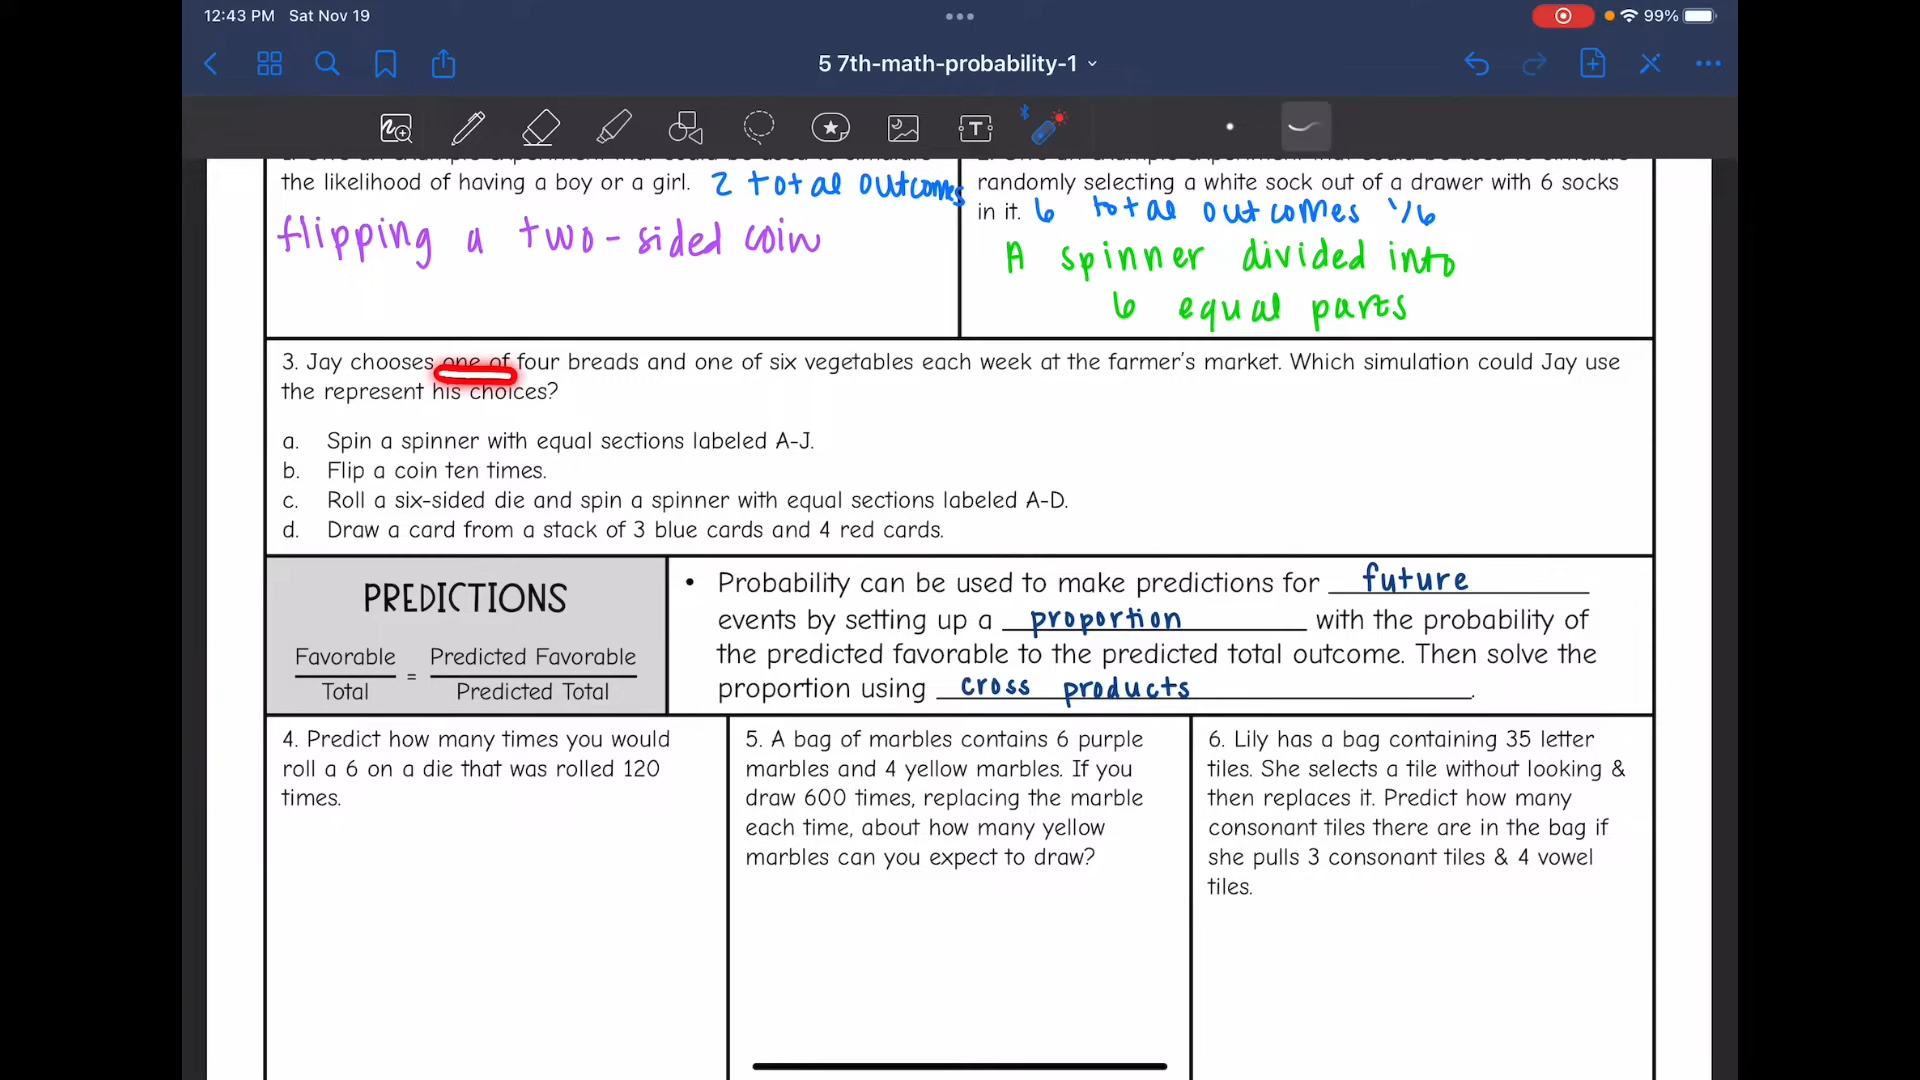 12:43 PM Sat Nov 19
99%
5 7th-math-probability-1
the likelihood of having a boy or a girl. 2 total outcomes
flipping a two-sided coin
randomly selecting a white sock out of a drawer with 6 socks
in it. 6 total outcomes 1/6
A spinner divided into
6 equal parts
3. Jay chooses one of four breads and one of six vegetables each week at the farmer's market. Which simulation could Jay use
the represent his choices?
a. Spin a spinner with equal sections labeled A-J.
b. Flip a coin ten times.
c. Roll a six-sided die and spin a spinner with equal sections labeled A-D.
d. Draw a card from a stack of 3 blue cards and 4 red cards.
PREDICTIONS
Favorable
Total
=
Predicted Favorable
Predicted Total
• Probability can be used to make predictions for future
events by setting up a proportion with the probability of
the predicted favorable to the predicted total outcome. Then solve the
proportion using cross products.
4. Predict how many times you would
roll a 6 on a die that was rolled 120
times.
5. A bag of marbles contains 6 purple
marbles and 4 yellow marbles. If you
draw 600 times, replacing the marble
each time, about how many yellow
marbles can you expect to draw?
6. Lily has a bag containing 35 letter
tiles. She selects a tile without looking &
then replaces it. Predict how many
consonant tiles there are in the bag if
she pulls 3 consonant tiles & 4 vowel
tiles.